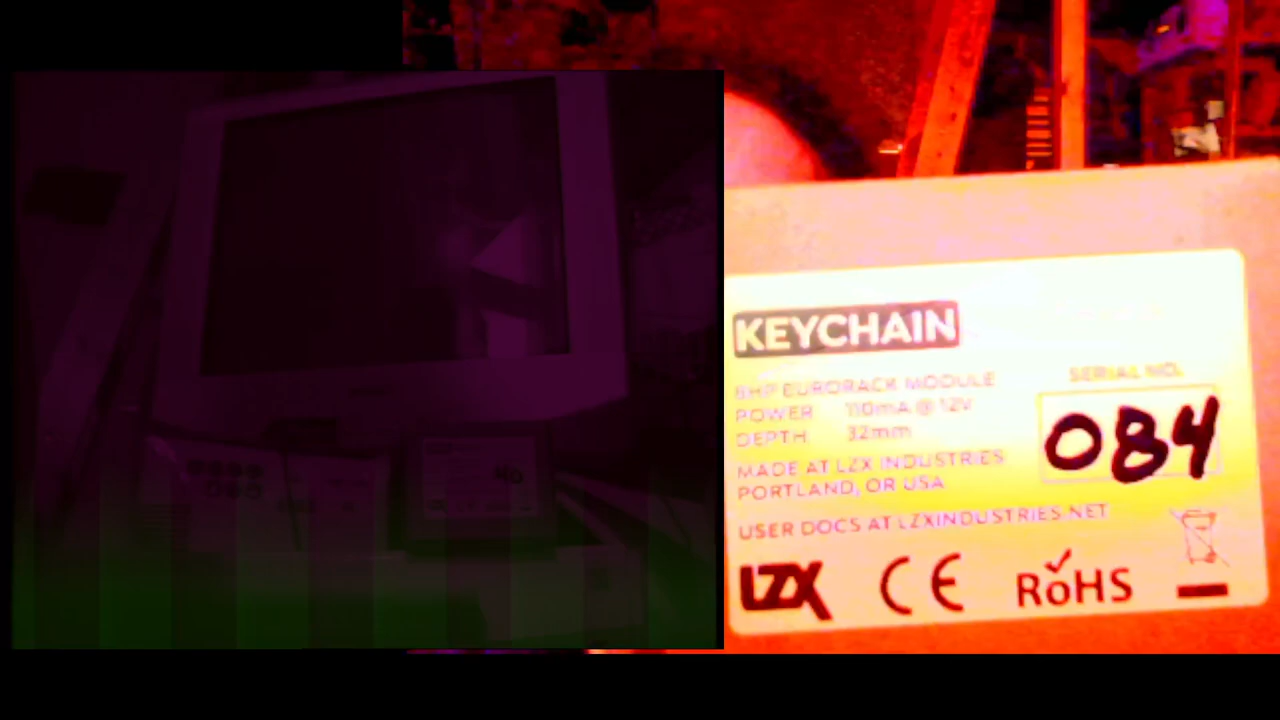 KEYCHAIN
8HP EURORACK MODULE
POWER 110mA @ 12V
DEPTH 32mm
MADE AT LZX INDUSTRIES
PORTLAND, OR USA
SERIAL NO.
084
USER DOCS AT LZXINDUSTRIES.NET
LZX CE RoHS